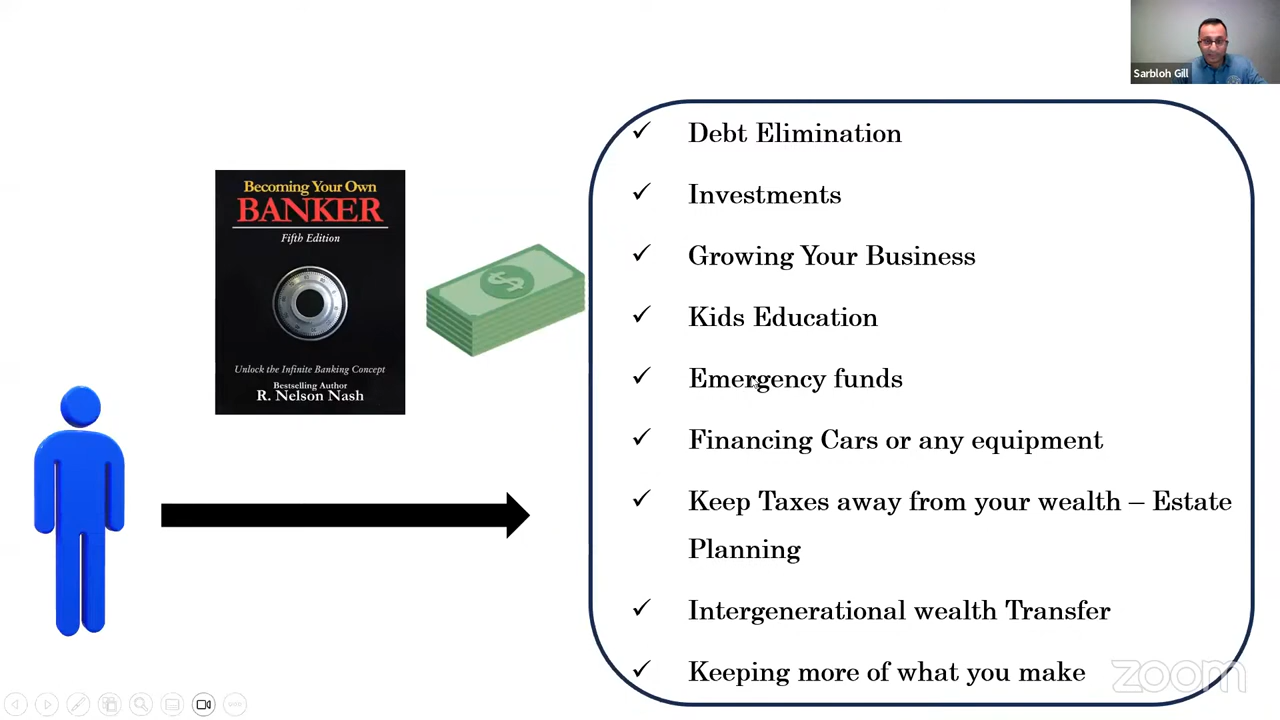 Sarbloh Gill
Becoming Your Own
BANKER
Fifth Edition
Unlock the Infinite Banking Concept
Bestselling Author
R. Nelson Nash
✓ Debt Elimination
✓ Investments
✓ Growing Your Business
✓ Kids Education
✓ Emergency funds
✓ Financing Cars or any equipment
✓ Keep Taxes away from your wealth – Estate
Planning
✓ Intergenerational wealth Transfer
✓ Keeping more of what you make
zoom